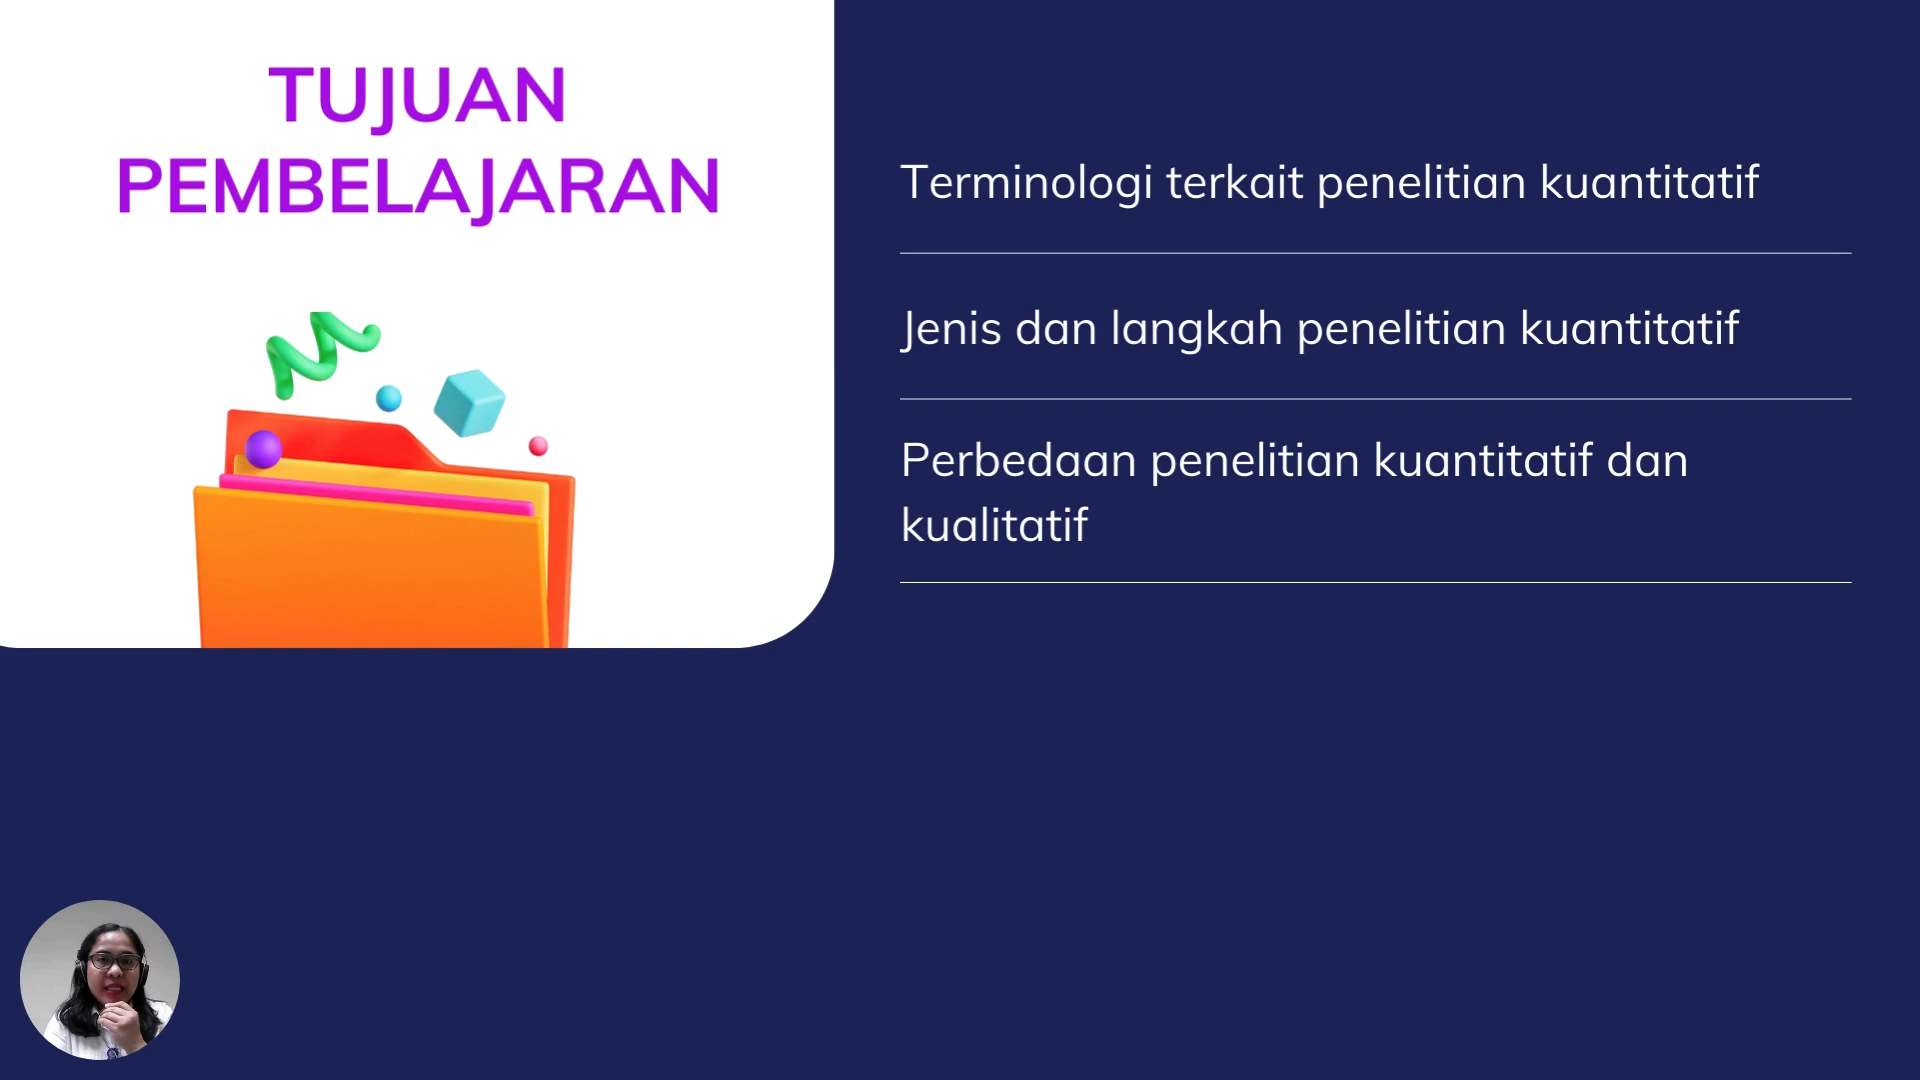 TUJUAN
PEMBELAJARAN
Terminologi terkait penelitian kuantitatif
Jenis dan langkah penelitian kuantitatif
Perbedaan penelitian kuantitatif dan
kualitatif